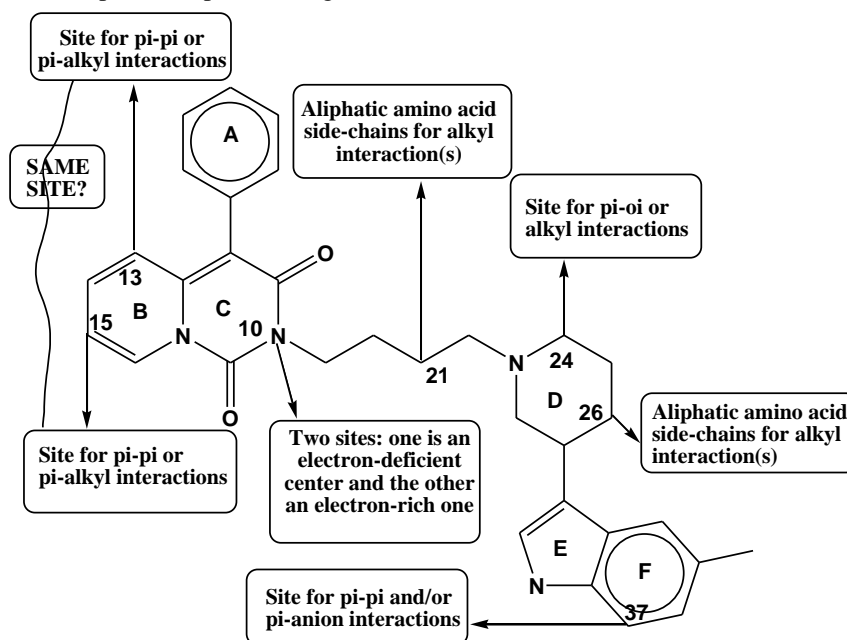 Site for pi-pi or
pi-alkyl interactions
A
Aliphatic amino acid
side-chains for alkyl
interaction(s)
SAME
SITE?
Site for pi-oi or
alkyl interactions
O
13
B
C
15
N
10
N
24
N
21
D
26
O
Aliphatic amino acid
side-chains for alkyl
interaction(s)
Site for pi-pi or
pi-alkyl interactions
Two sites: one is an
electron-deficient
center and the other
an electron-rich one
E
F
N
37
Site for pi-pi and/or
pi-anion interactions